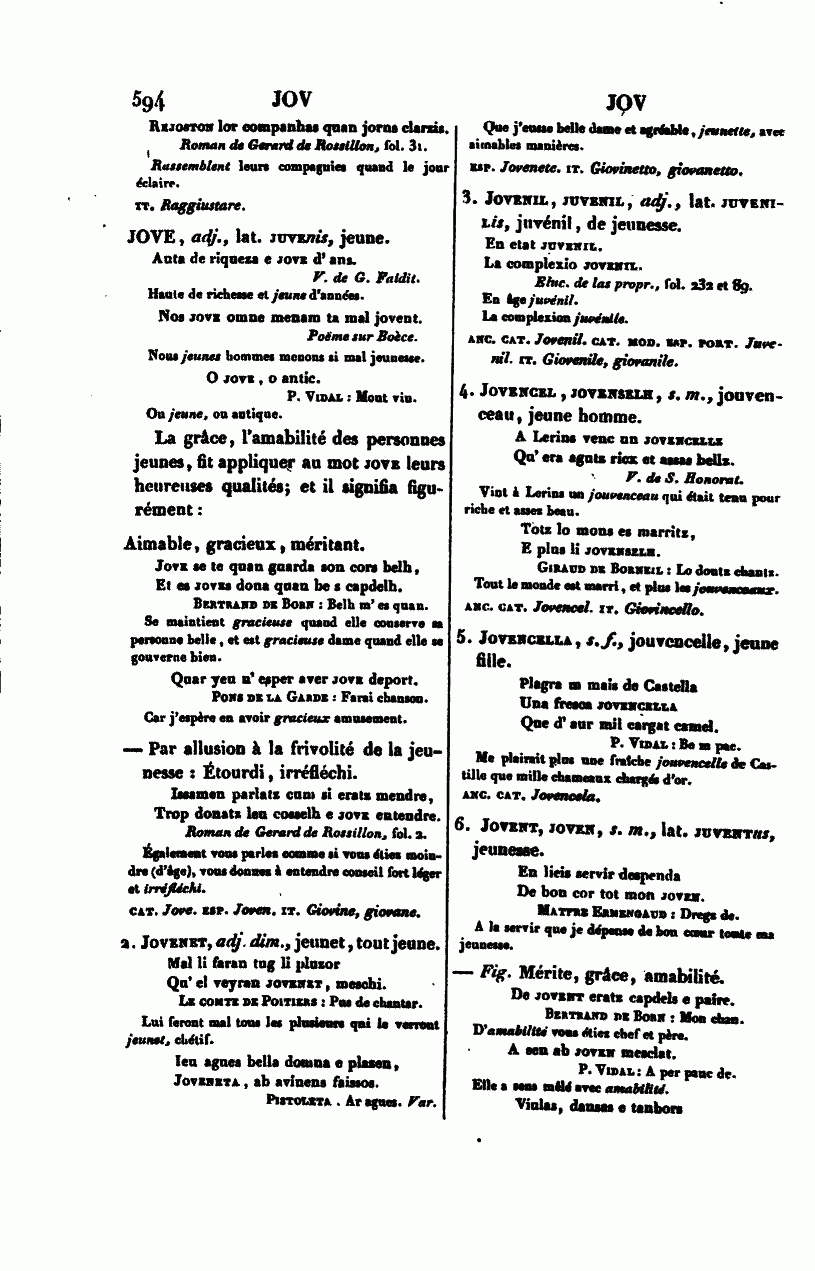 594 JOV
Rejoston lor companhas quan jorns clarzis.
Roman de Gerard de Rossillon, fol. 31.
Rassemblent leurs compagnies quand le jour
éclaire.
IT. Raggiustare.
JOVE, adj., lat. JUVENIS, jeune.
Auta de riqueza e JOVE d' ans.
V. de G. Faidit.
Haute de richesse et jeune d'années.
Nos JOVE omne menam ta mal jovent.
Poëme sur Boèce.
Nous jeunes hommes menons si mal jeunesse.
O JOVE, o antic.
P. VIDAL : Mont viu.
Ou jeune, ou antique.
La grâce, l'amabilité des personnes
jeunes, fit appliquer au mot JOVE leurs
heureuses qualités; et il signifia figu-
rément :
Aimable, gracieux, méritant.
JOVE se te quan guarda son cors belh,
Et es JOVES dona quan be s capdelh.
BERTRAND DE BORN : Belh m' es quan.
Se maintient gracieuse quand elle conserve sa
personne belle, et est gracieuse dame quand elle se
gouverne bien.
Quar yeu n' esper aver JOVE deport.
PONS DE LA GARDE : Farai chanson.
Car j'espère en avoir gracieux amusement.
— Par allusion à la frivolité de la jeu-
nesse : Étourdi, irréfléchi.
Issamen parlatz cum si eratz mendre,
Trop donatz leu cosselh e JOVE entendre.
Roman de Gerard de Rossillon, fol. 2.
Également vous parlez comme si vous étiez moin-
dre (d'âge), vous donnez à entendre conseil fort léger
et irréfléchi.
CAT. Jove. ESP. Joven. IT. Giovine, giovane.
2. JOVENET, adj. dim., jeunet, tout jeune.
Mal li faran tug li pluzor
Qu' el veyran JOVENET, meschi.
LE COMTE DE POITIERS : Pus de chantar.
Lui feront mal tous les plusieurs qui le verront
jeunet, chétif.
Ieu agues bella domna e plasen,
JOVENETA, ab avinens faissos.
PISTOLETA. Ar agues. Var.
JOV
Que j'eusse belle dame et agréable, jeunette, avec
aimables manières.
ESP. Jovenete. IT. Giovinetto, giovanetto.
3. JOVENIL, JUVENIL, adj., lat. JUVENI-
LIS, juvénil, de jeunesse.
En etat JUVENIL.
La complexio JOVENIL.
Eluc. de las propr., fol. 232 et 89.
En âge juvénil.
La complexion juvénile.
ANC. CAT. Jovenil. CAT. MOD. ESP. PORT. Juve-
nil. IT. Giovenile, giovanile.
4. JOVENCEL, JOVENSELH, s. m., jouven-
ceau, jeune homme.
A Lerins venc un JOVENCELLS
Qu' era agutz ricx et assas bells.
V. de S. Honorat.
Vint à Lerins un jouvenceau qui était tenu pour
riche et assez beau.
Totz lo mons es marritz,
E plus li JOVENSELH.
GIRAUD DE BORNEIL : Lo doutz chantz.
Tout le monde est marri, et plus les jouvenceaux.
ANC. CAT. Jovencel. IT. Giovincello.
5. JOVENCELLA, s. f., jouvencelle, jeune
fille.
Plagra m mais de Castella
Una fresca JOVENCELLA
Que d' aur mil cargat camel.
P. VIDAL : Be m pac.
Me plairait plus une fraîche jouvencelle de Cas-
tille que mille chameaux chargés d'or.
ANC. CAT. Jovencela.
6. JOVENT, JOVEN, s. m., lat. JUVENTUS,
jeunesse.
En lieis servir despenda
De bon cor tot mon JOVEN.
MATFRE ERMENGAUD : Dregz de.
A la servir que je dépense de bon cœur toute ma
jeunesse.
— Fig. Mérite, grâce, amabilité.
De JOVENT eratz capdels e paire.
BERTRAND DE BORN : Mon chan.
D'amabilité vous étiez chef et père.
A sen ab JOVEN mesclat.
P. VIDAL : A per pauc de.
Elle a sens mêlé avec amabilité.
Viulas, dansas e tanbors